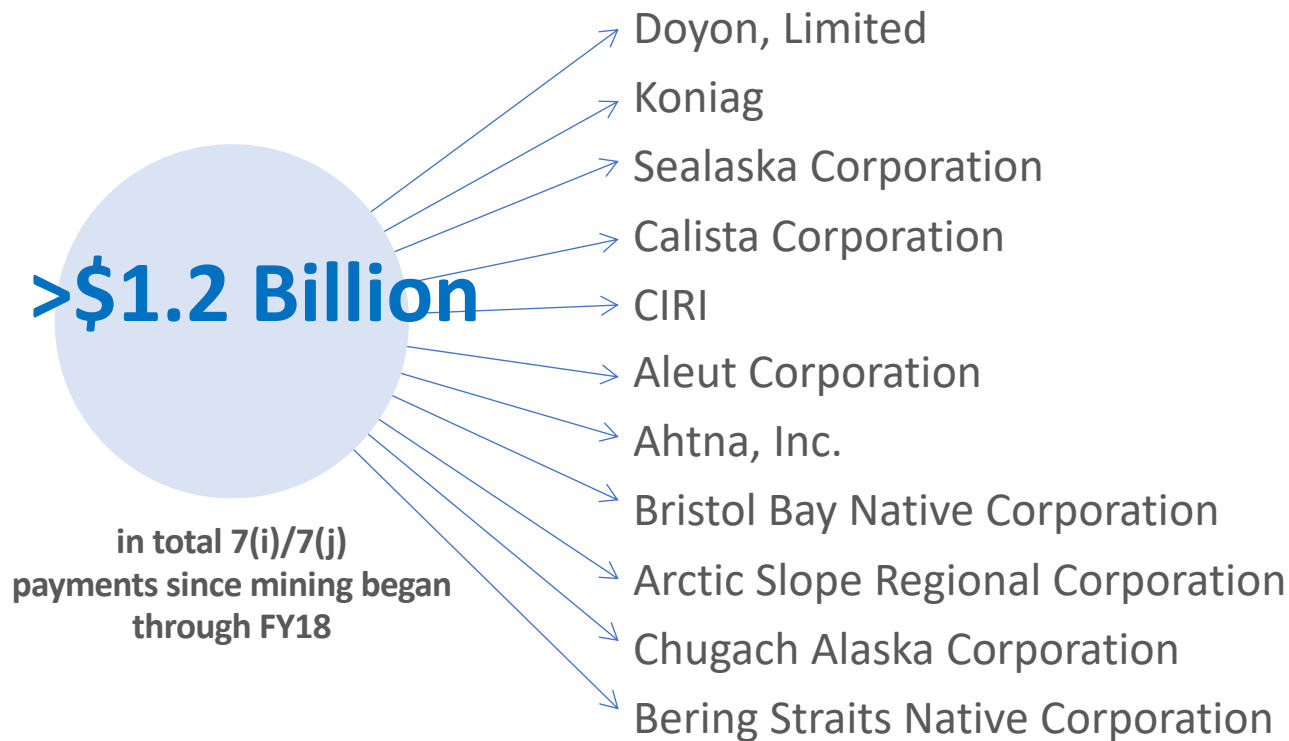 >$1.2 Billion
in total 7(i)/7(j)
payments since mining began
through FY18
Doyon, Limited
Koniag
Sealaska Corporation
Calista Corporation
CIRI
Aleut Corporation
Ahtna, Inc.
Bristol Bay Native Corporation
Arctic Slope Regional Corporation
Chugach Alaska Corporation
Bering Straits Native Corporation